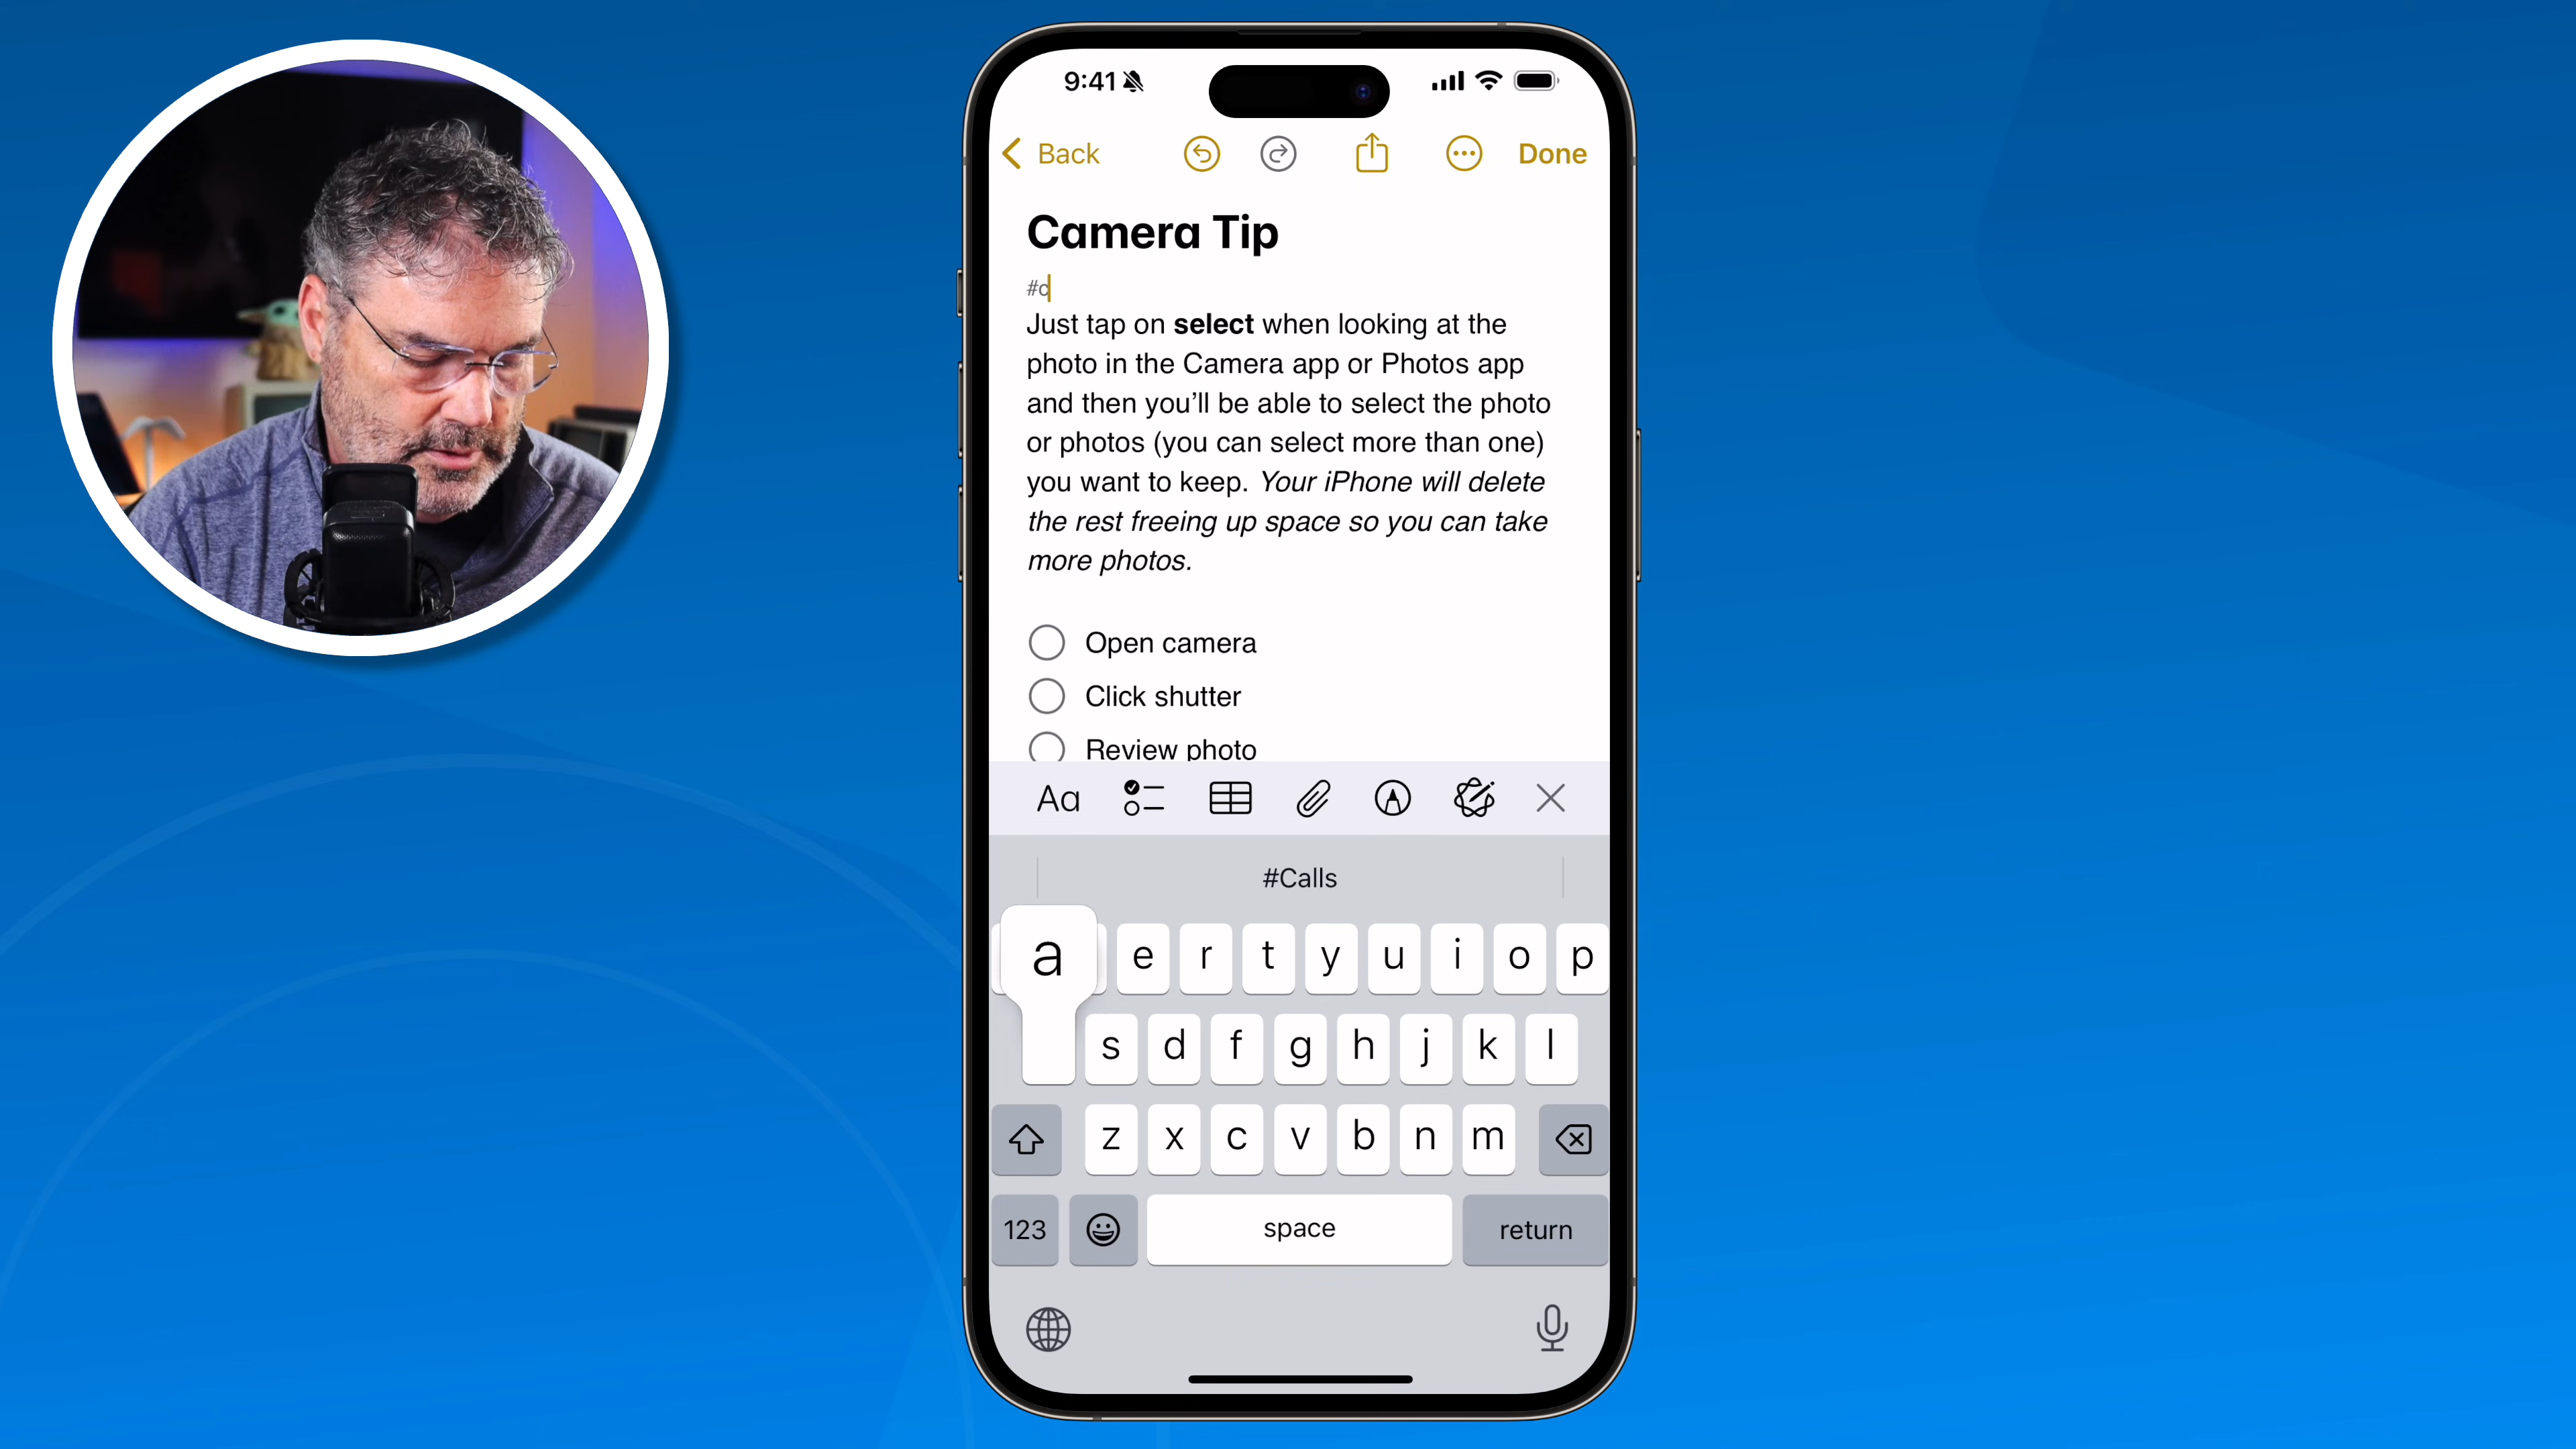 9:41
Back
Done
Camera Tip
#c
Just tap on select when looking at the
photo in the Camera app or Photos app
and then you’ll be able to select the photo
or photos (you can select more than one)
you want to keep. Your iPhone will delete
the rest freeing up space so you can take
more photos.
Open camera
Click shutter
Review photo
Aa
#Calls
a e r t y u i o p
s d f g h j k l
z x c v b n m
123 space return